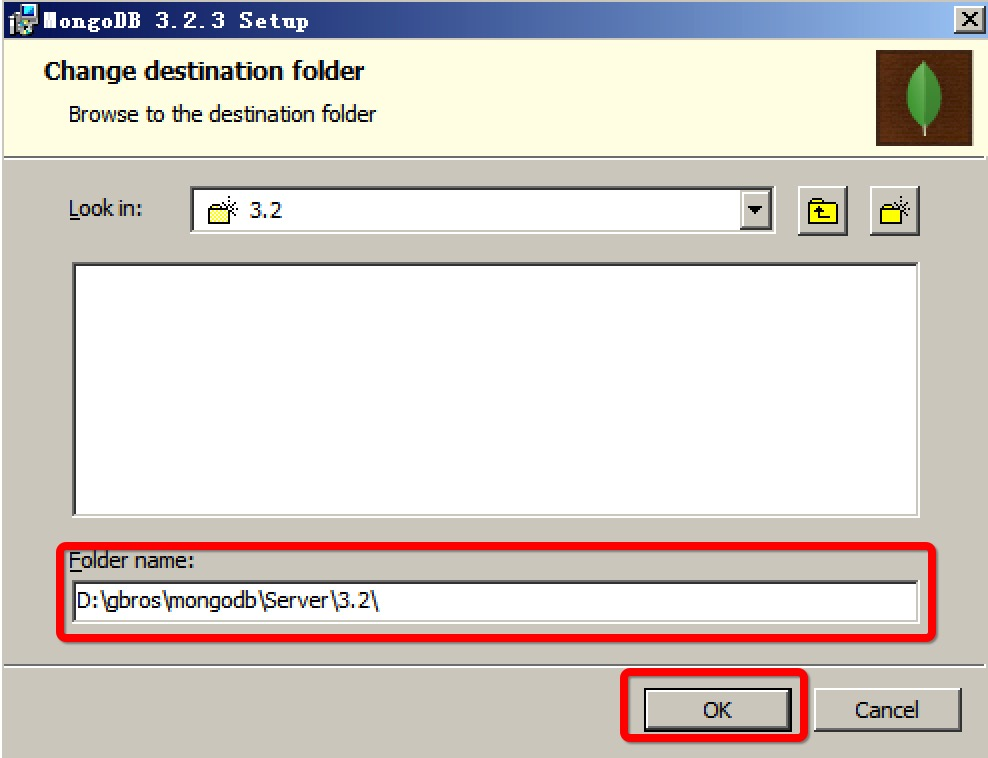 MongoDB 3.2.3 Setup
Change destination folder
Browse to the destination folder
Look in:
3.2
Folder name:
D:\gbros\mongodb\Server\3.2\
OK
Cancel